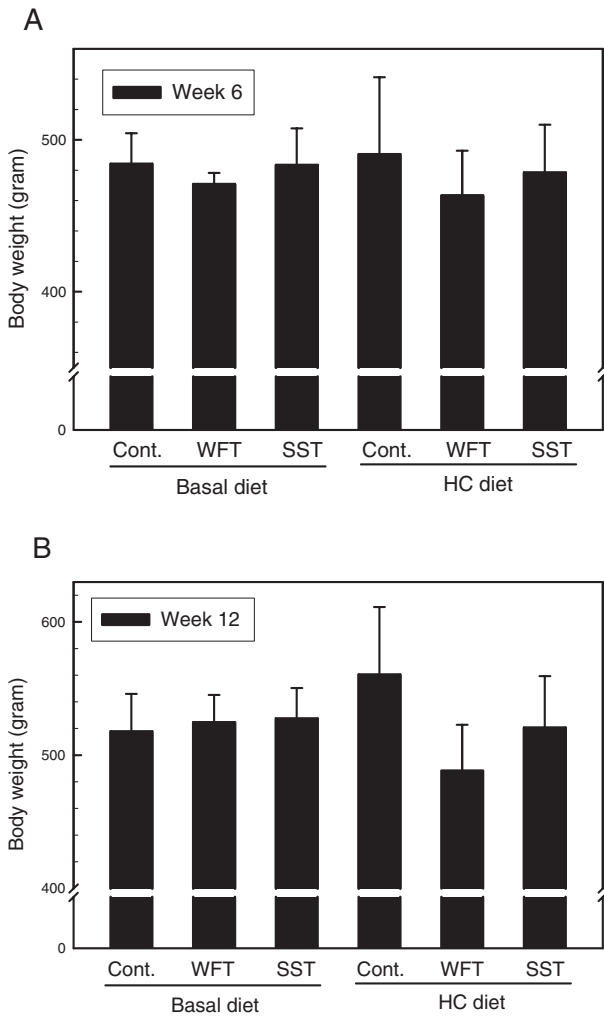 A
Week 6
500
400
0
Body weight (gram)
Cont. WFT SST Cont. WFT SST
Basal diet HC diet
B
Week 12
600
500
400
0
Body weight (gram)
Cont. WFT SST Cont. WFT SST
Basal diet HC diet